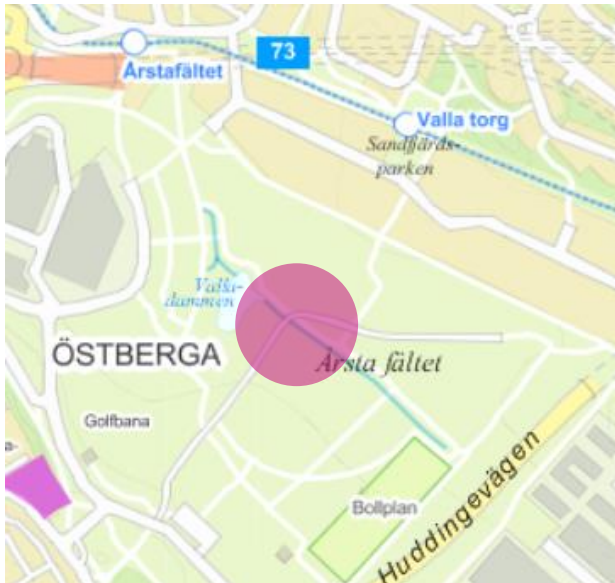 73
Årstafältet
Valla torg
Sandfjärds-
parken
Valla-
dammen
ÖSTBERGA
Årsta fältet
Golfbana
a-
Bollplan
Huddingevägen